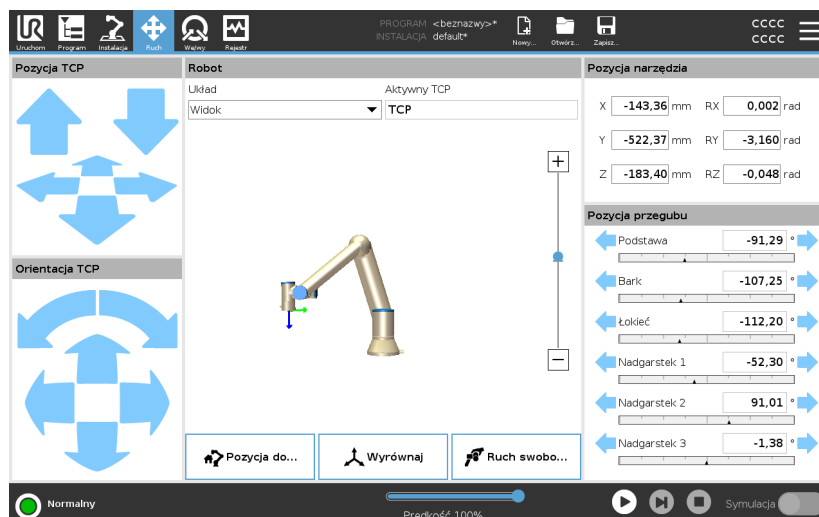 PROGRAM <beznazwy>*
INSTALACJA default*
CCCC
CCCC
Uruchom Program Instalacja Ruch We/wy Rejestr Nowy... Otwórz... Zapisz...
Pozycja TCP
Robot
Pozycja narzędzia
Układ Aktywny TCP
Widok TCP
X -143,36 mm RX 0,002 rad
Y -522,37 mm RY -3,160 rad
Z -183,40 mm RZ -0,048 rad
Pozycja przegubu
Podstawa -91,29 °
Orientacja TCP
Bark -107,25 °
Łokieć -112,20 °
Nadgarstek 1 -52,30 °
Nadgarstek 2 91,01 °
Nadgarstek 3 -1,38 °
Pozycja do... Wyrównaj Ruch swobo...
Normalny
Prędkość 100%
Symulacja